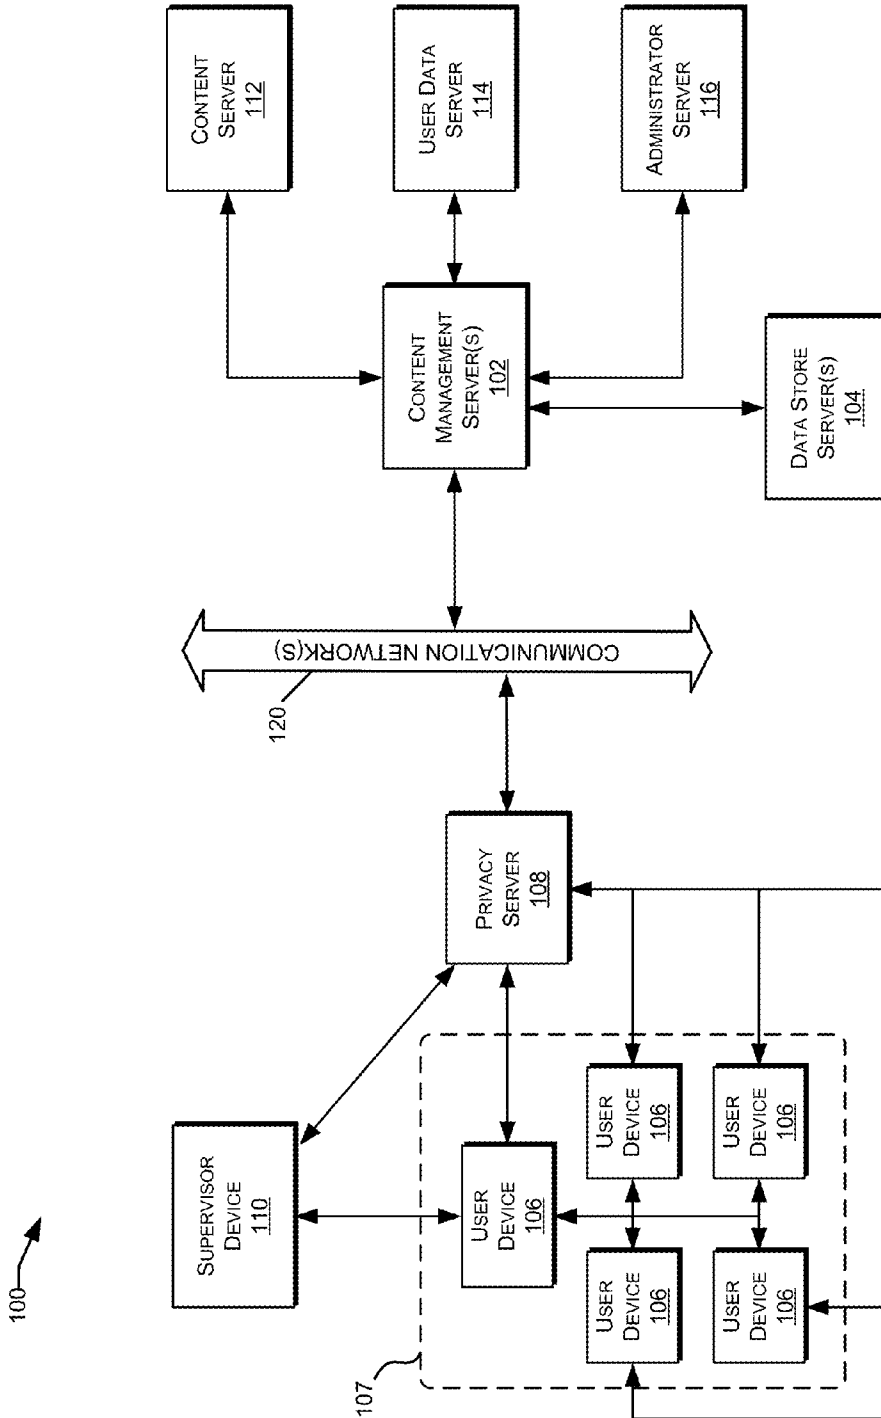 100
SUPERVISOR
DEVICE
110
CONTENT
SERVER
112
120
COMMUNICATION NETWORK(S)
107
USER
DEVICE
106
PRIVACY
SERVER
108
CONTENT
MANAGEMENT
SERVER(S)
102
USER DATA
SERVER
114
USER
DEVICE
106
USER
DEVICE
106
ADMINISTRATOR
SERVER
116
USER
DEVICE
106
USER
DEVICE
106
DATA STORE
SERVER(S)
104